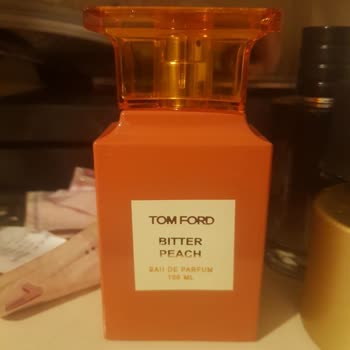 TOM FORD
BITTER
PEACH
EAU DE PARFUM
100 ML